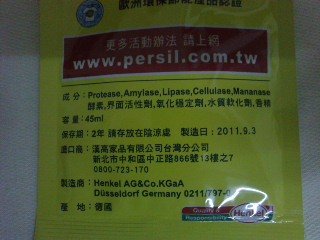 歐洲環保節能產品認證
更多活動辦法 請上網
www.persil.com.tw
成 分：Protease,Amylase,Lipase,Cellulase,Mananase
酵素,界面活性劑,氧化穩定劑,水質軟化劑,香精
容 量：45ml
保存期：2年 請存放在陰涼處 製造日：2011.9.3
進口商：漢高家品有限公司台灣分公司
新北市中和區中正路866號13樓之7
0800-723-170
製造商：Henkel AG&Co.KGaA
Düsseldorf Germany 0211/797-0
產 地：德國
Quality &
Responsibility
Henkel